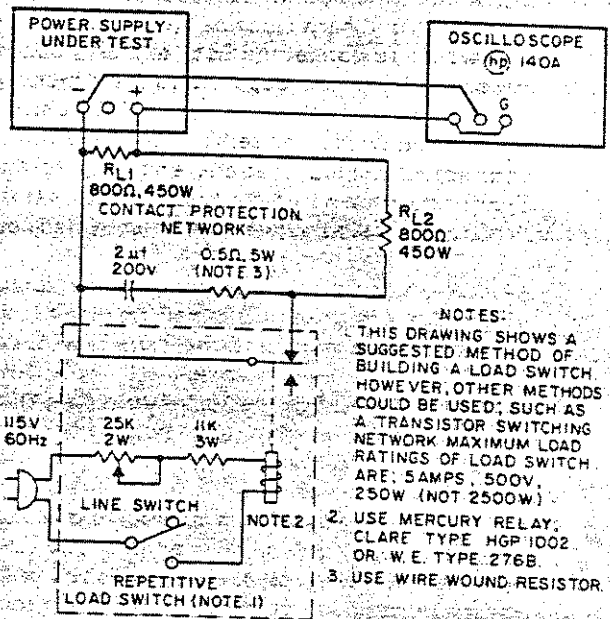 POWER SUPPLY
UNDER TEST
- +
OSCILLOSCOPE
hp 140A
G
RL1
800Ω, 450W
CONTACT PROTECTION
NETWORK
2 µf
200V
0.5Ω, 5W
(NOTE 3)
RL2
800Ω
450W
115V
60Hz
25K
2W
11K
3W
LINE SWITCH
NOTE 2
REPETITIVE
LOAD SWITCH (NOTE 1)
NOTES:
THIS DRAWING SHOWS A
SUGGESTED METHOD OF
BUILDING A LOAD SWITCH.
HOWEVER, OTHER METHODS
COULD BE USED; SUCH AS
A TRANSISTOR SWITCHING
NETWORK MAXIMUM LOAD
RATINGS OF LOAD SWITCH
ARE: 5AMPS, 500V,
250W (NOT 2500W)
2. USE MERCURY RELAY;
CLARE TYPE HGP 1002
OR W.E. TYPE 276B.
3. USE WIRE WOUND RESISTOR.